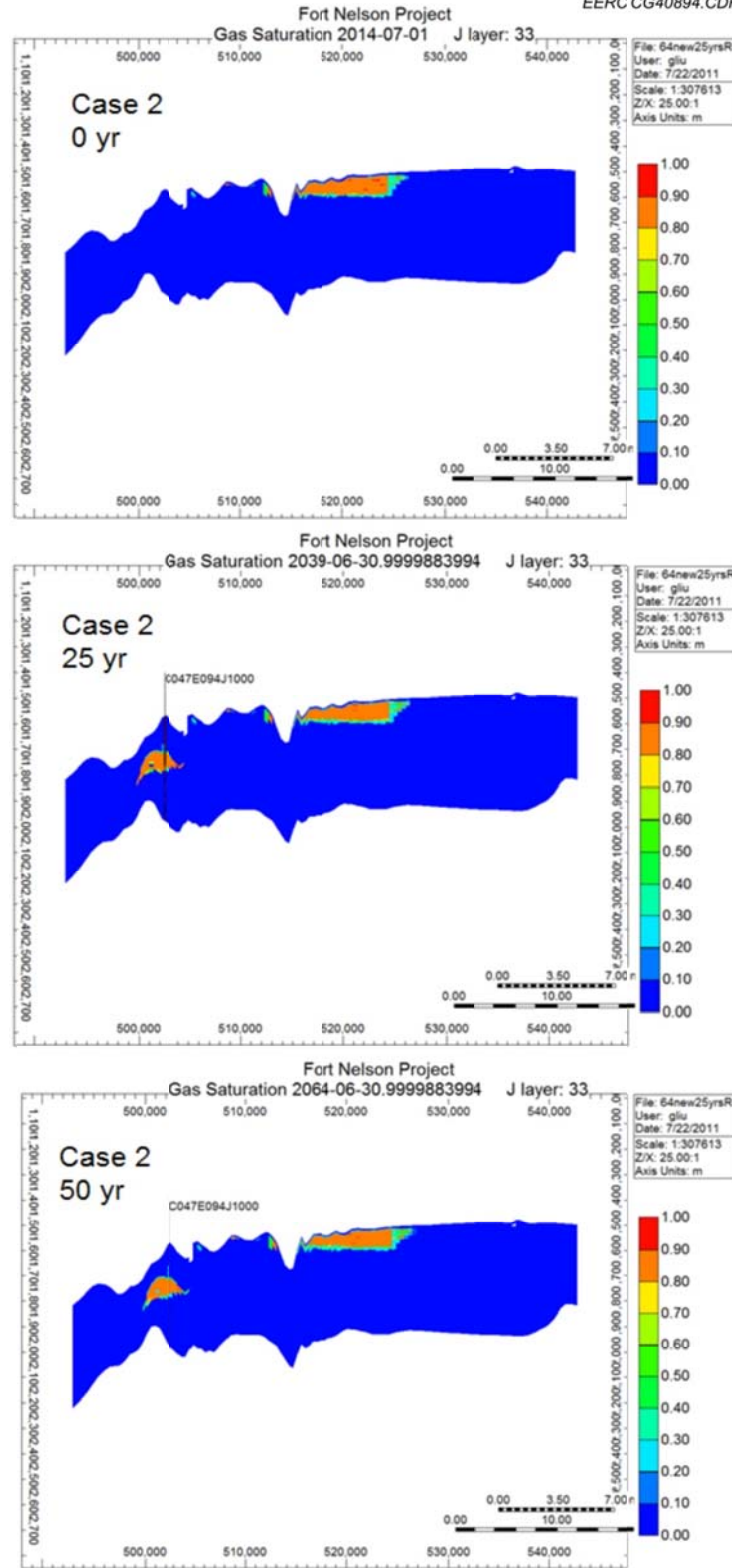 EERC CG40894.CDR
Fort Nelson Project
Gas Saturation 2014-07-01 J layer: 33
File: 64new25yrsR
User: gliu
Date: 7/22/2011
Scale: 1:307613
Z/X: 25.00:1
Axis Units: m
500,000 510,000 520,000 530,000 540,000
Case 2
0 yr
1.00
0.90
0.80
0.70
0.60
0.50
0.40
0.30
0.20
0.10
0.00
0.00 3.50 7.00
0.00 10.00
500,000 510,000 520,000 530,000 540,000
Fort Nelson Project
Gas Saturation 2039-06-30.9999883994 J layer: 33
File: 64new25yrsR
User: gliu
Date: 7/22/2011
Scale: 1:307613
Z/X: 25.00:1
Axis Units: m
500,000 510,000 520,000 530,000 540,000
Case 2
25 yr
C047E094J1000
1.00
0.90
0.80
0.70
0.60
0.50
0.40
0.30
0.20
0.10
0.00
0.00 3.50 7.00
0.00 10.00
500,000 510,000 520,000 530,000 540,000
Fort Nelson Project
Gas Saturation 2064-06-30.9999883994 J layer: 33
File: 64new25yrsR
User: gliu
Date: 7/22/2011
Scale: 1:307613
Z/X: 25.00:1
Axis Units: m
500,000 510,000 520,000 530,000 540,000
Case 2
50 yr
C047E094J1000
1.00
0.90
0.80
0.70
0.60
0.50
0.40
0.30
0.20
0.10
0.00
0.00 3.50 7.00
0.00 10.00
500,000 510,000 520,000 530,000 540,000